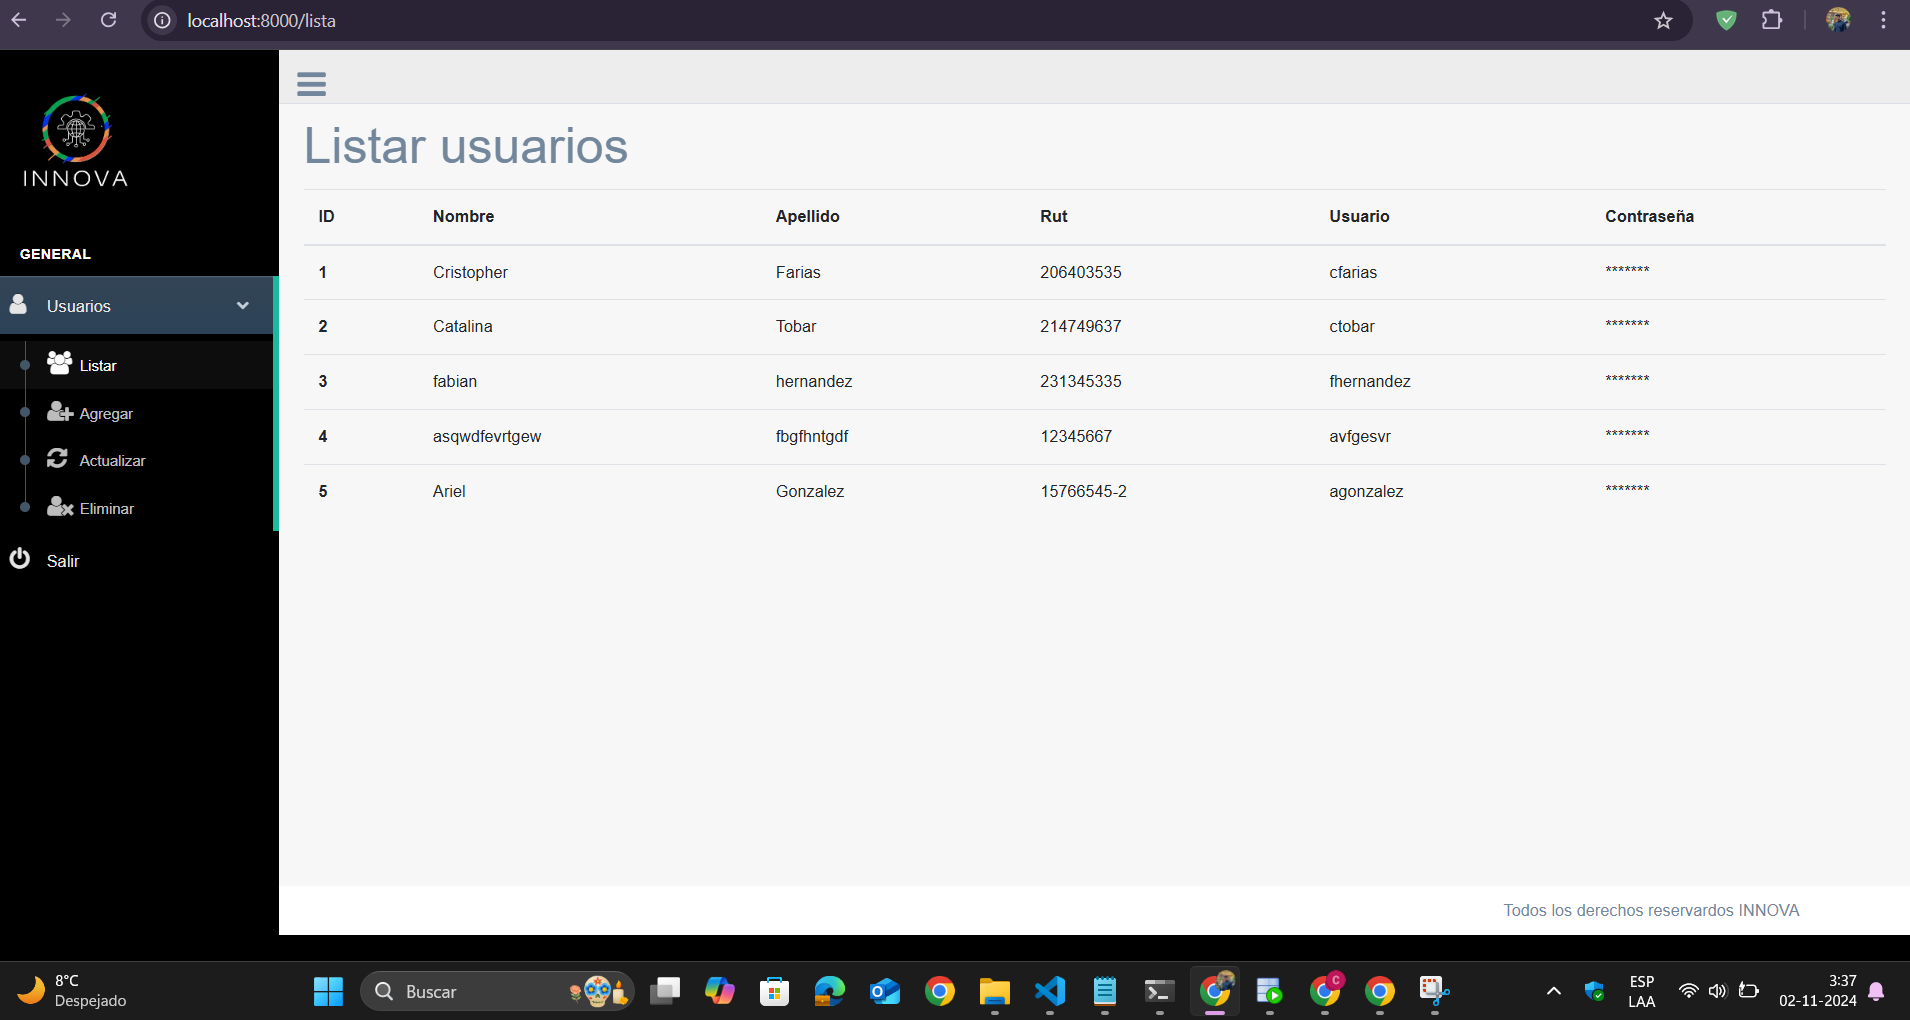 localhost:8000/lista
INNOVA
GENERAL
Usuarios
Listar
Agregar
Actualizar
Eliminar
Salir
Listar usuarios
ID Nombre Apellido Rut Usuario Contraseña
1 Cristopher Farias 206403535 cfarias *******
2 Catalina Tobar 214749637 ctobar *******
3 fabian hernandez 231345335 fhernandez *******
4 asqwdfevrtgew fbgfhntgdf 12345667 avfgesvr *******
5 Ariel Gonzalez 15766545-2 agonzalez *******
Todos los derechos reservardos INNOVA
8°C
Despejado
Buscar
C
ESP
LAA
3:37
02-11-2024